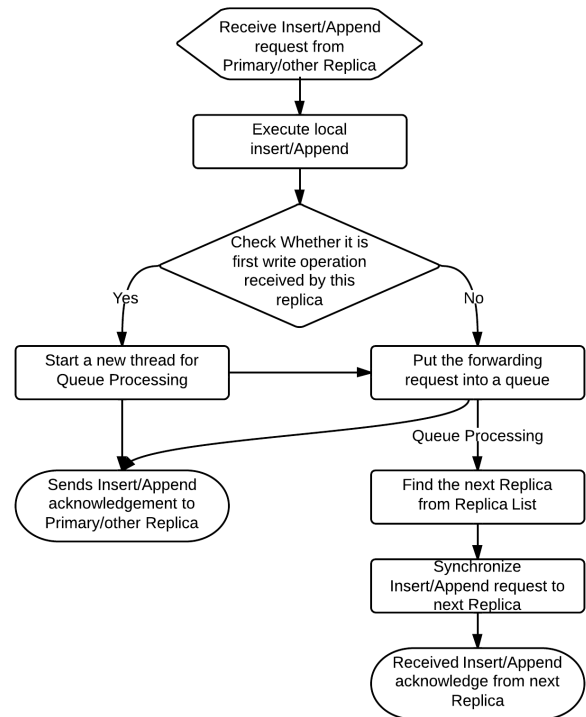 Receive Insert/Append
request from
Primary/other Replica
Execute local
insert/Append
Check Whether it is
first write operation
received by this
replica
Yes
No
Start a new thread for
Queue Processing
Put the forwarding
request into a queue
Queue Processing
Sends Insert/Append
acknowledgement to
Primary/other Replica
Find the next Replica
from Replica List
Synchronize
Insert/Append request to
next Replica
Received Insert/Append
acknowledge from next
Replica